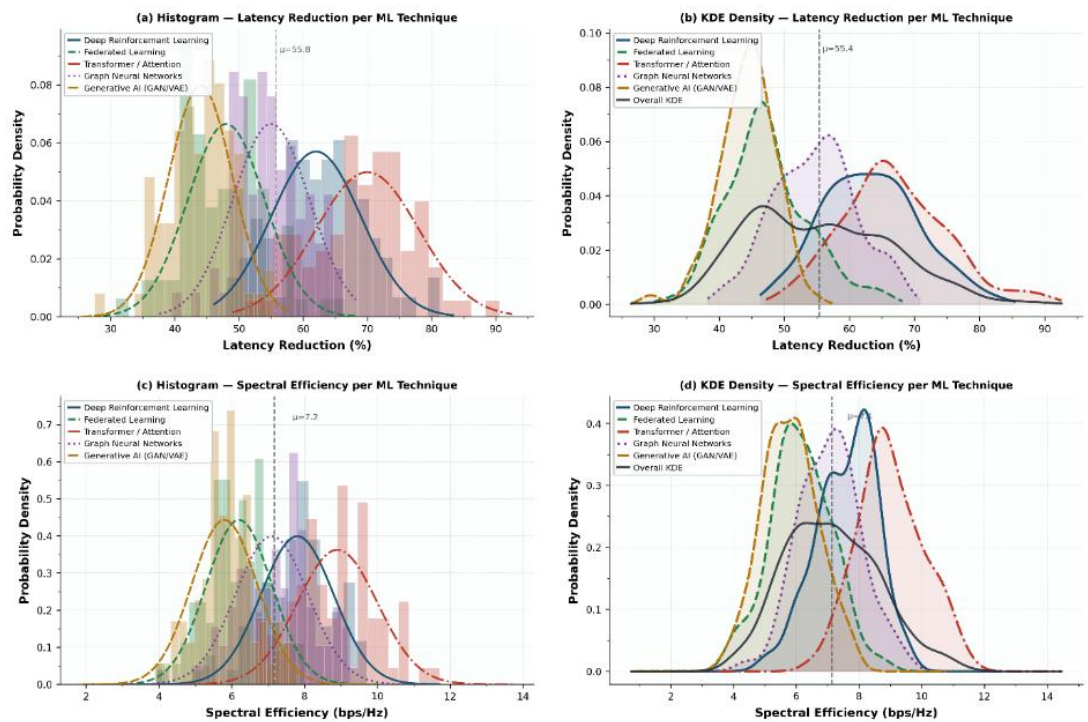 (a) Histogram — Latency Reduction per ML Technique
Deep Reinforcement Learning
Federated Learning
Transformer / Attention
Graph Neural Networks
Generative AI (GAN/VAE)
μ=55.8
Probability Density
0.00
0.02
0.04
0.06
0.08
30
40
50
60
70
80
90
Latency Reduction (%)
(b) KDE Density — Latency Reduction per ML Technique
Deep Reinforcement Learning
Federated Learning
Transformer / Attention
Graph Neural Networks
Generative AI (GAN/VAE)
Overall KDE
μ=55.4
Probability Density
0.00
0.02
0.04
0.06
0.08
0.10
30
40
50
60
70
80
90
Latency Reduction (%)
(c) Histogram — Spectral Efficiency per ML Technique
Deep Reinforcement Learning
Federated Learning
Transformer / Attention
Graph Neural Networks
Generative AI (GAN/VAE)
μ=7.2
Probability Density
0.0
0.1
0.2
0.3
0.4
0.5
0.6
0.7
2
4
6
8
10
12
14
Spectral Efficiency (bps/Hz)
(d) KDE Density — Spectral Efficiency per ML Technique
Deep Reinforcement Learning
Federated Learning
Transformer / Attention
Graph Neural Networks
Generative AI (GAN/VAE)
Overall KDE
Probability Density
0.0
0.1
0.2
0.3
0.4
2
4
6
8
10
12
14
Spectral Efficiency (bps/Hz)